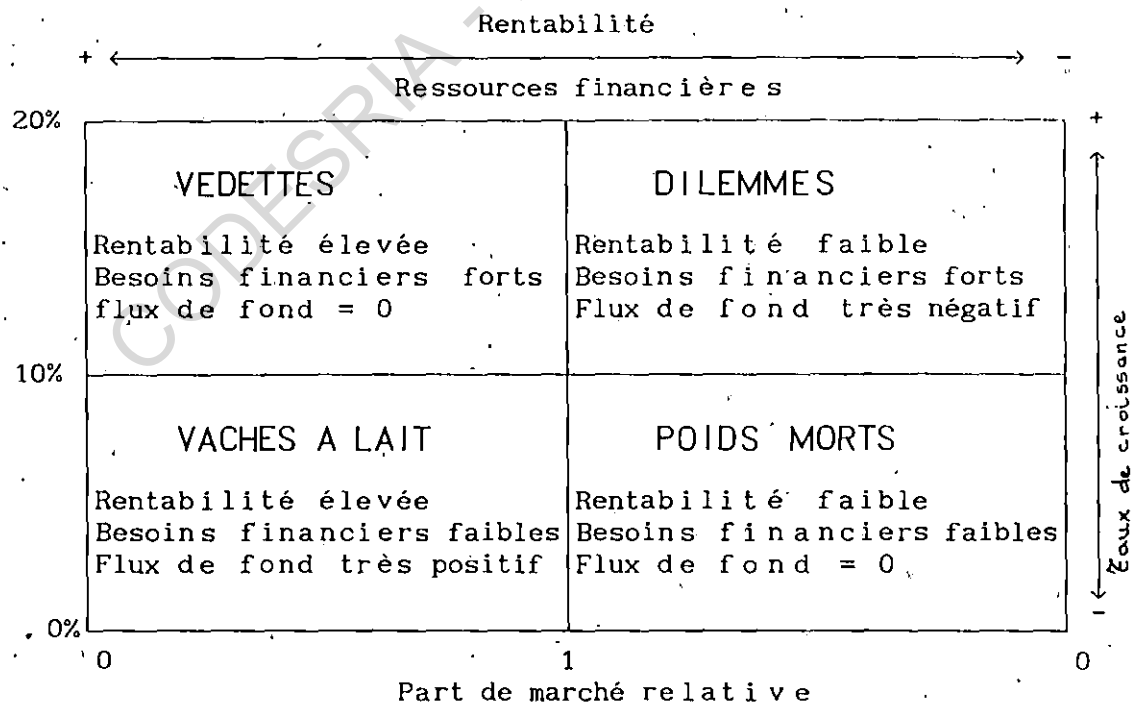 Rentabilité
+ -
Ressources financières
20%
+
VEDETTES
Rentabilité élevée
Besoins financiers forts
flux de fond = 0
DILEMMES
Rentabilité faible
Besoins financiers forts
Flux de fond très négatif
10%
VACHES A LAIT
Rentabilité élevée
Besoins financiers faibles
Flux de fond très positif
POIDS MORTS
Rentabilité faible
Besoins financiers faibles
Flux de fond = 0
Taux de croissance
-
0%
0 1 0
Part de marché relative
CODESRIA -